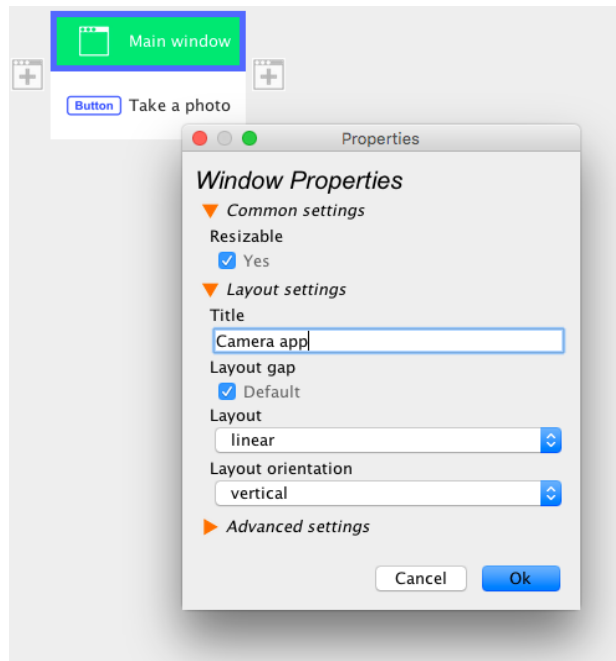 Main window
Button Take a photo
Properties
Window Properties
Common settings
Resizable
Yes
Layout settings
Title
Camera app
Layout gap
Default
Layout
linear
Layout orientation
vertical
Advanced settings
Cancel Ok